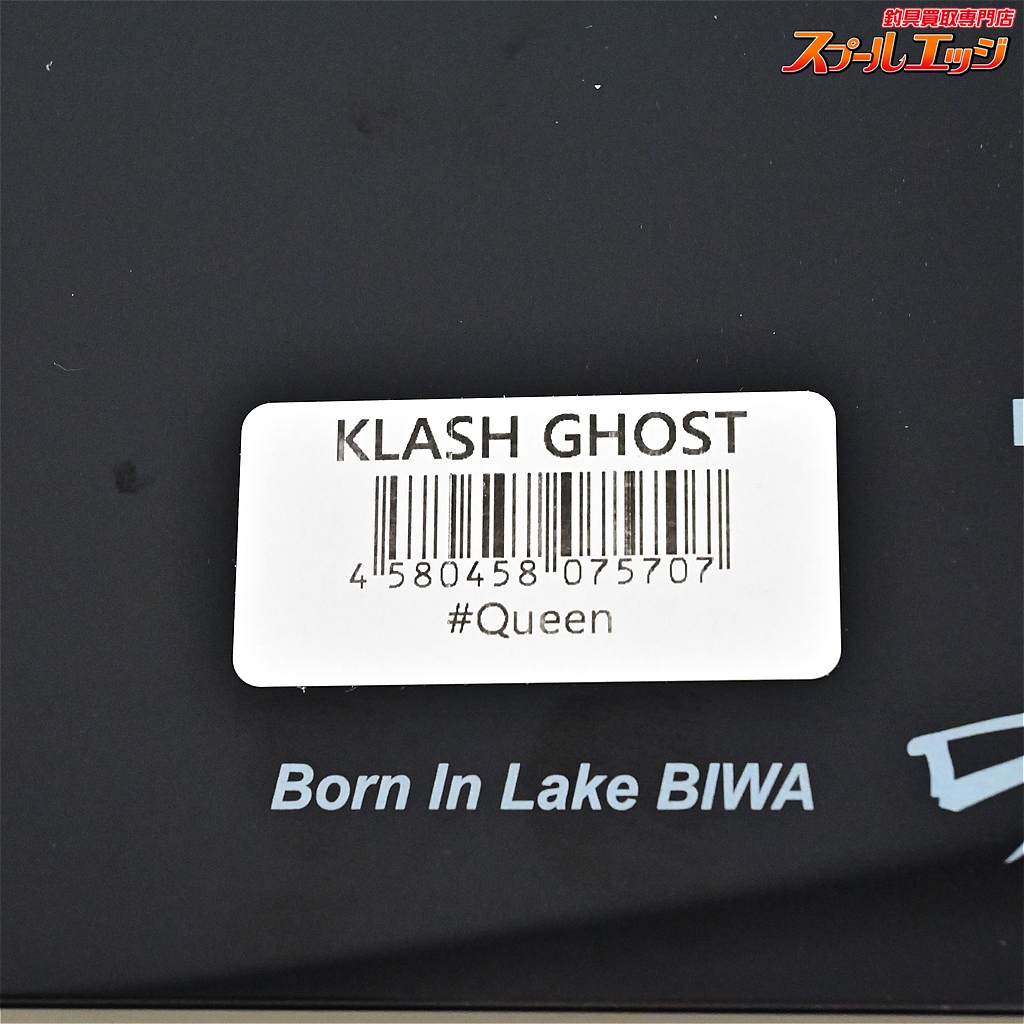 釣具買取専門店
スプールエッジ
KLASH GHOST
4 580458 075707
#Queen
Born In Lake BIWA